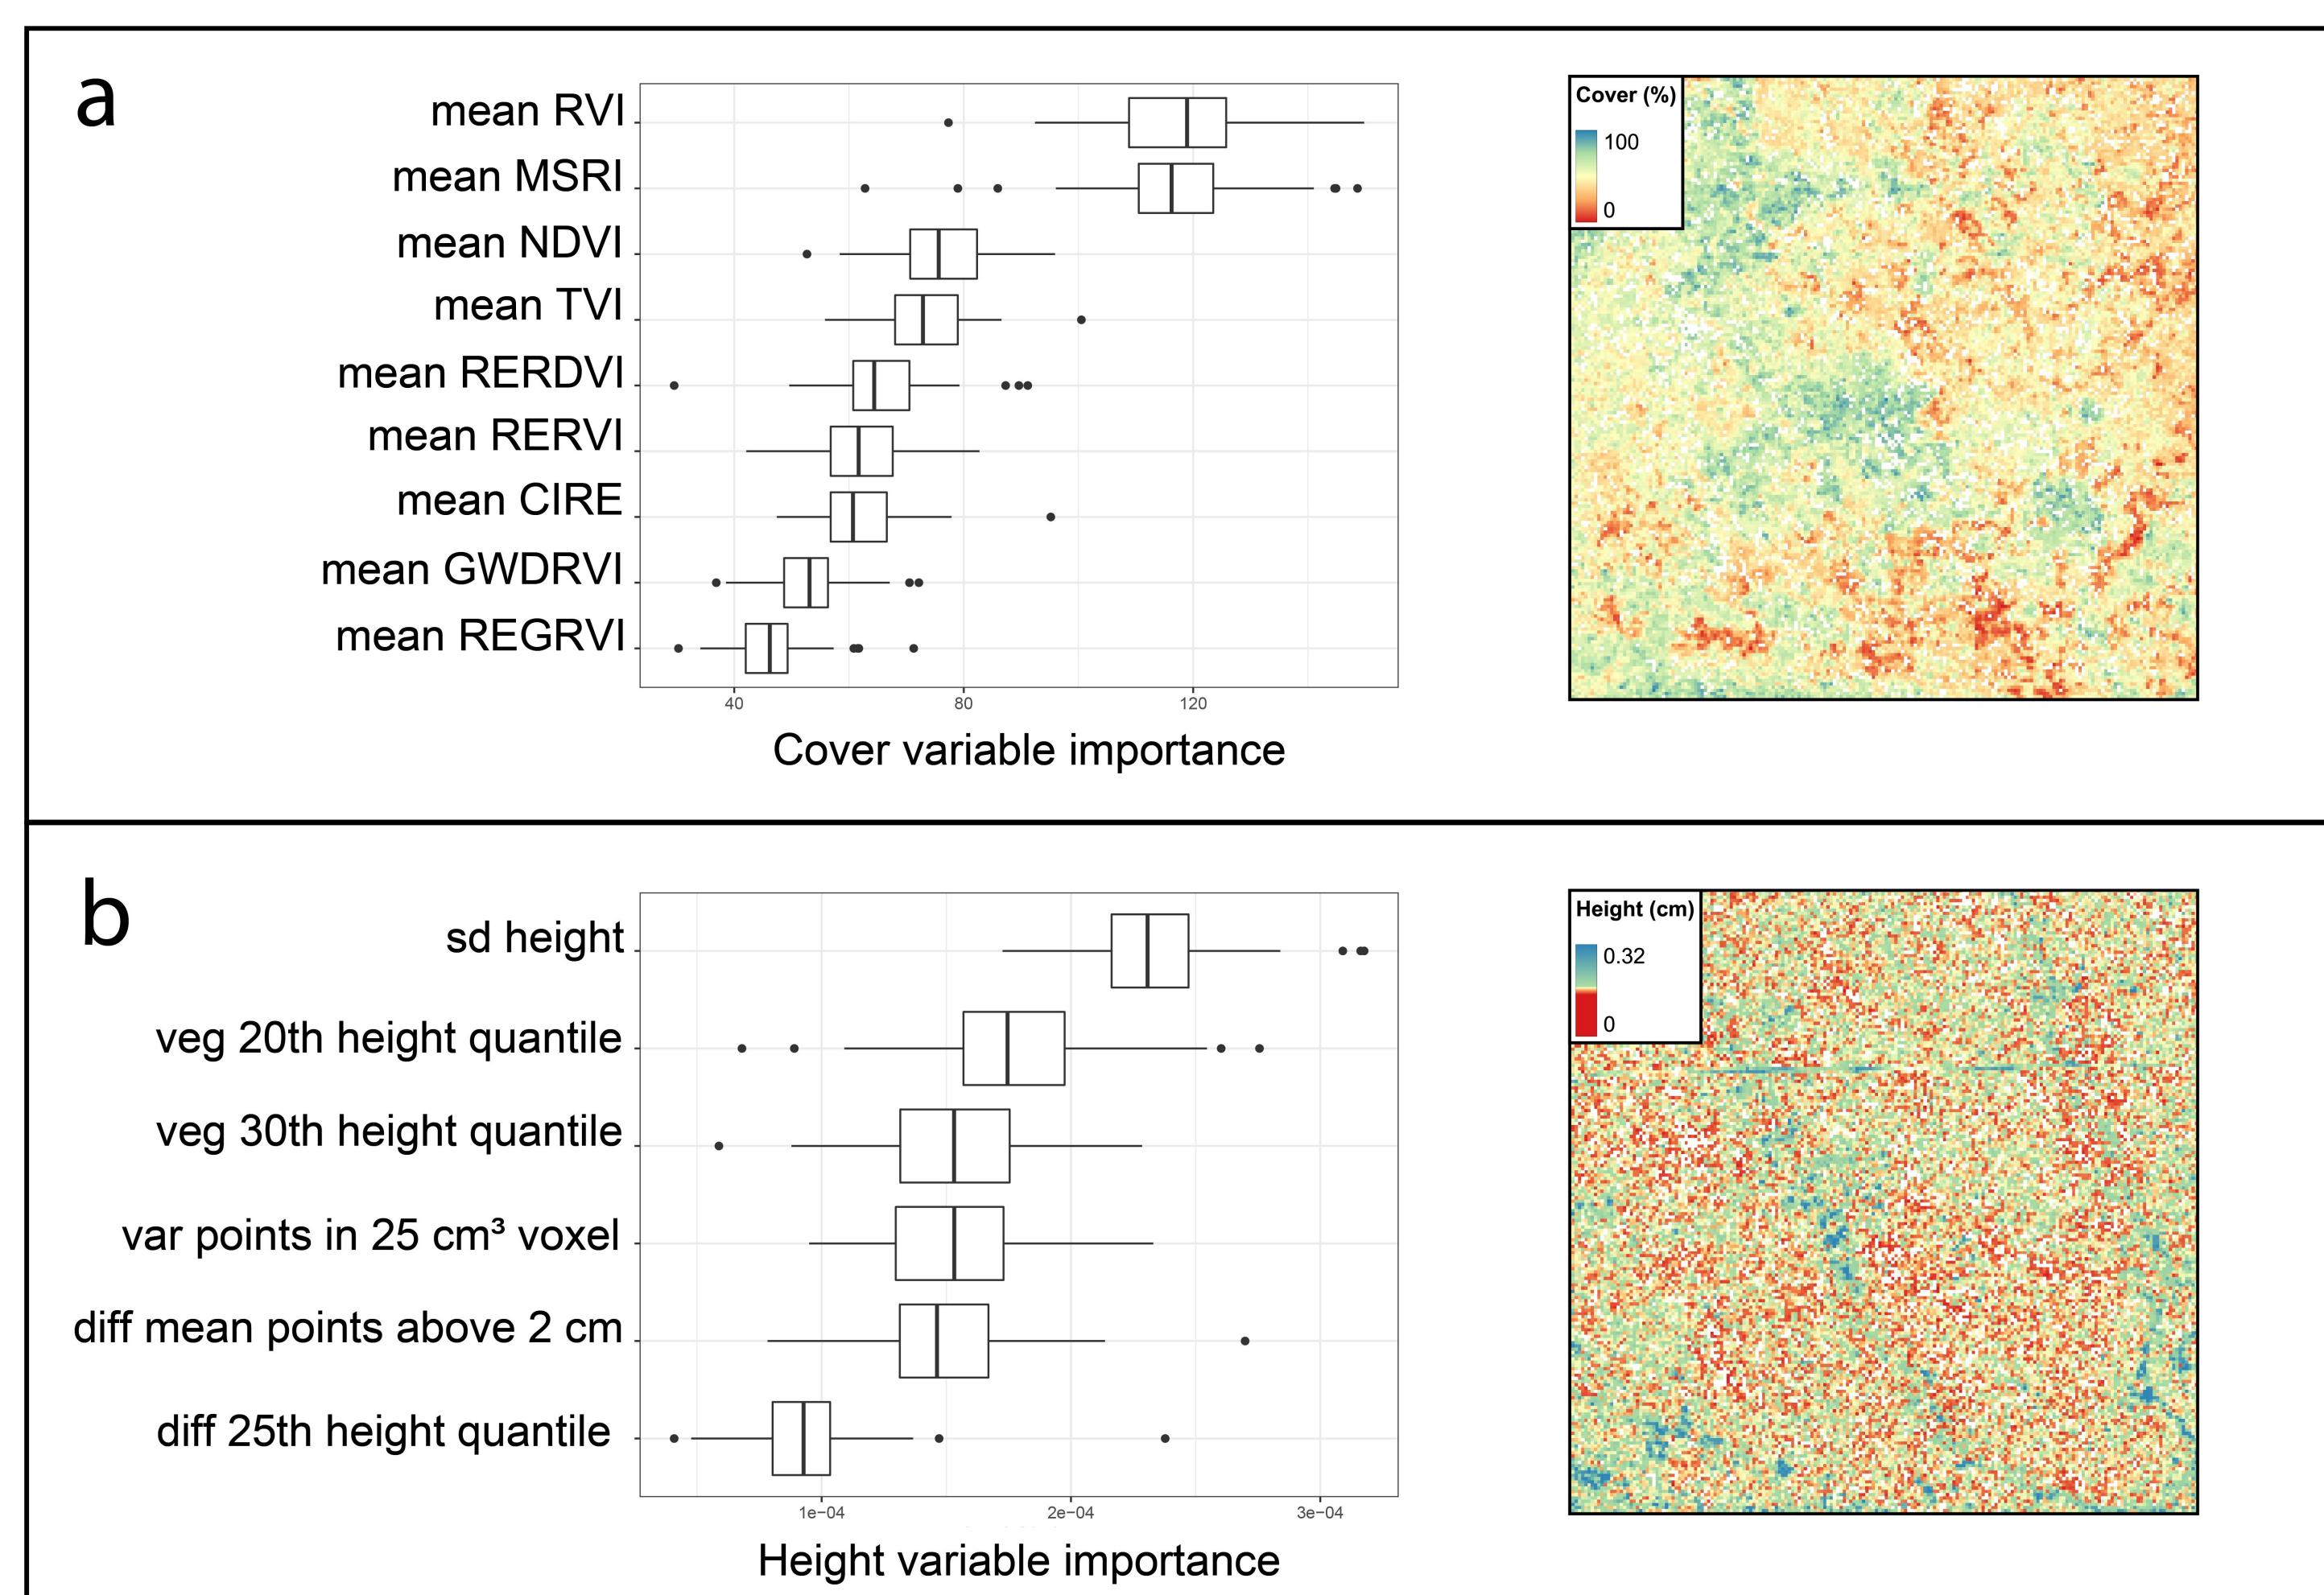 a
mean RVI
mean MSRI
mean NDVI
mean TVI
mean RERDVI
mean RERVI
mean CIRE
mean GWDRVI
mean REGRVI
40 80 120
Cover variable importance
Cover (%)
100
0
b
sd height
veg 20th height quantile
veg 30th height quantile
var points in 25 cm³ voxel
diff mean points above 2 cm
diff 25th height quantile
1e−04 2e−04 3e−04
Height variable importance
Height (cm)
0.32
0